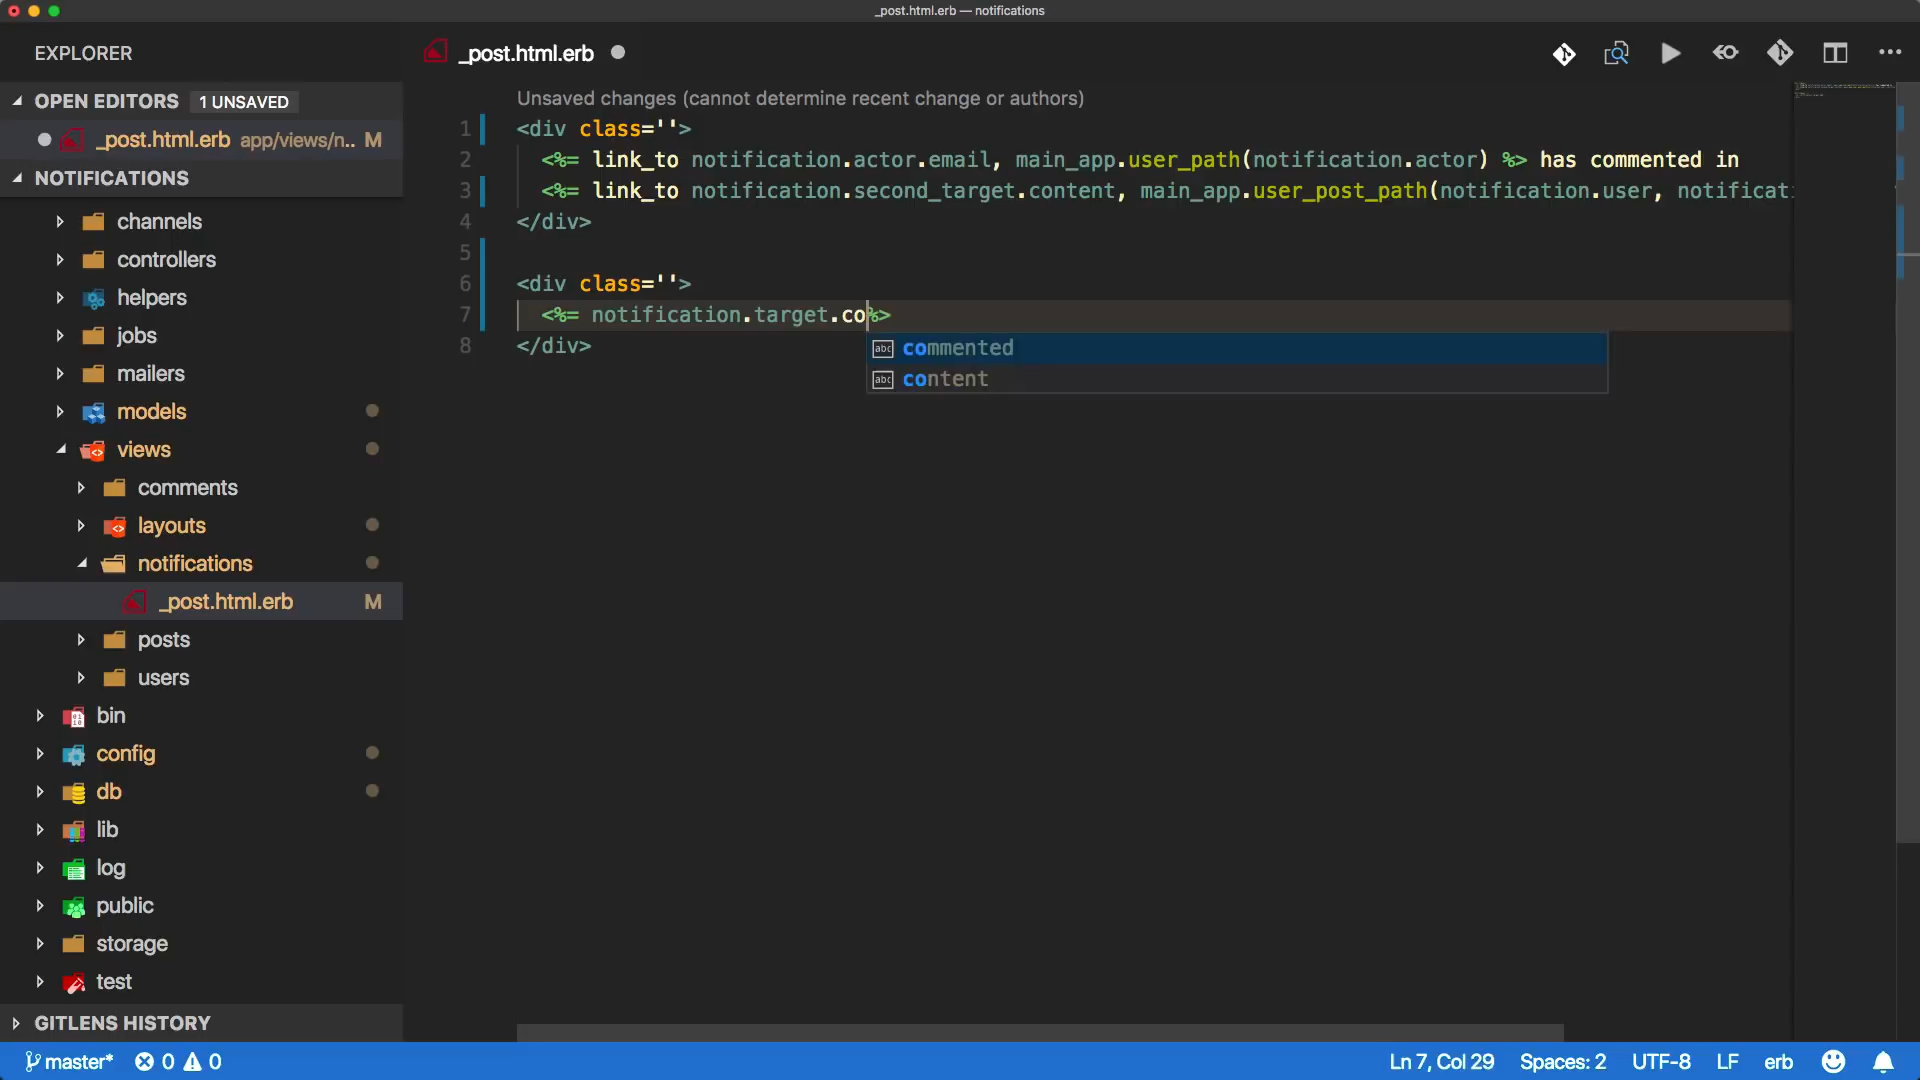 _post.html.erb — notifications
EXPLORER
_post.html.erb
OPEN EDITORS 1 UNSAVED
_post.html.erb app/views/n.. M
NOTIFICATIONS
channels
controllers
helpers
jobs
mailers
models
views
comments
layouts
notifications
_post.html.erb M
posts
users
bin
config
db
lib
log
public
storage
test
GITLENS HISTORY
Unsaved changes (cannot determine recent change or authors)
1 <div class=''>
2 <%= link_to notification.actor.email, main_app.user_path(notification.actor) %> has commented in
3 <%= link_to notification.second_target.content, main_app.user_post_path(notification.user, notificati
4 </div>
5
6 <div class=''>
7 <%= notification.target.co%>
8 </div>
abc commented
abc content
master* 0 0
Ln 7, Col 29 Spaces: 2 UTF-8 LF erb